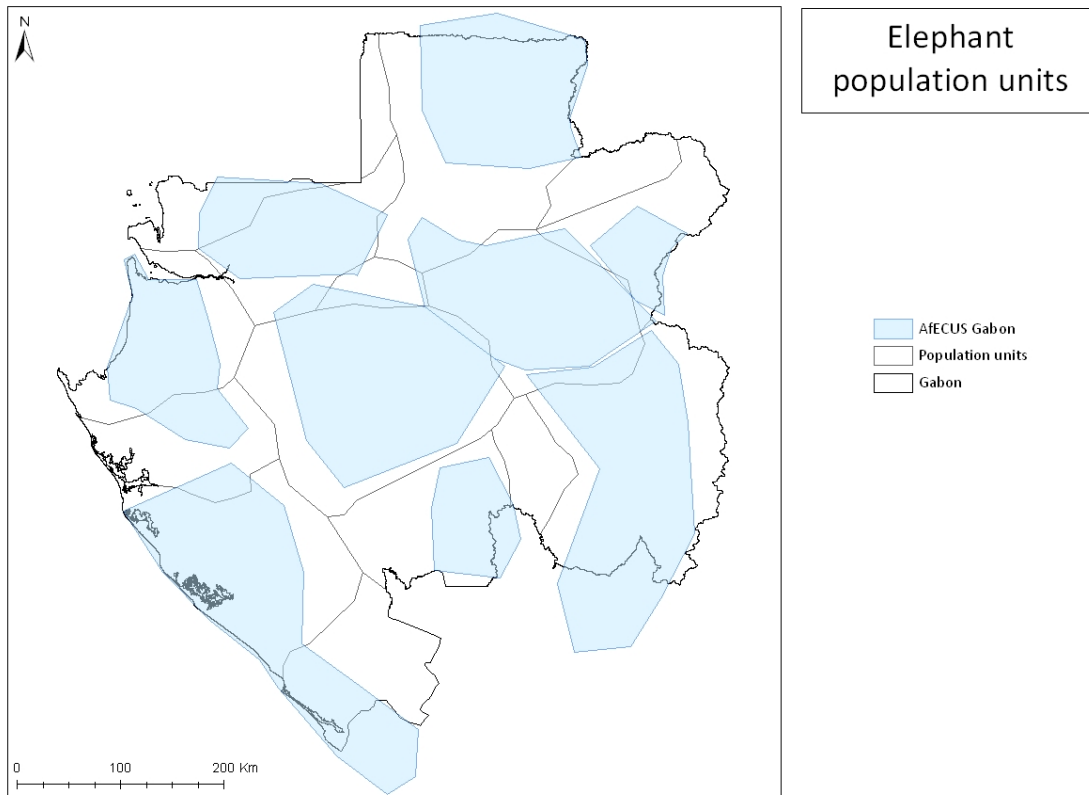 N
Elephant
population units
AfECUS Gabon
Population units
Gabon
0 100 200 Km